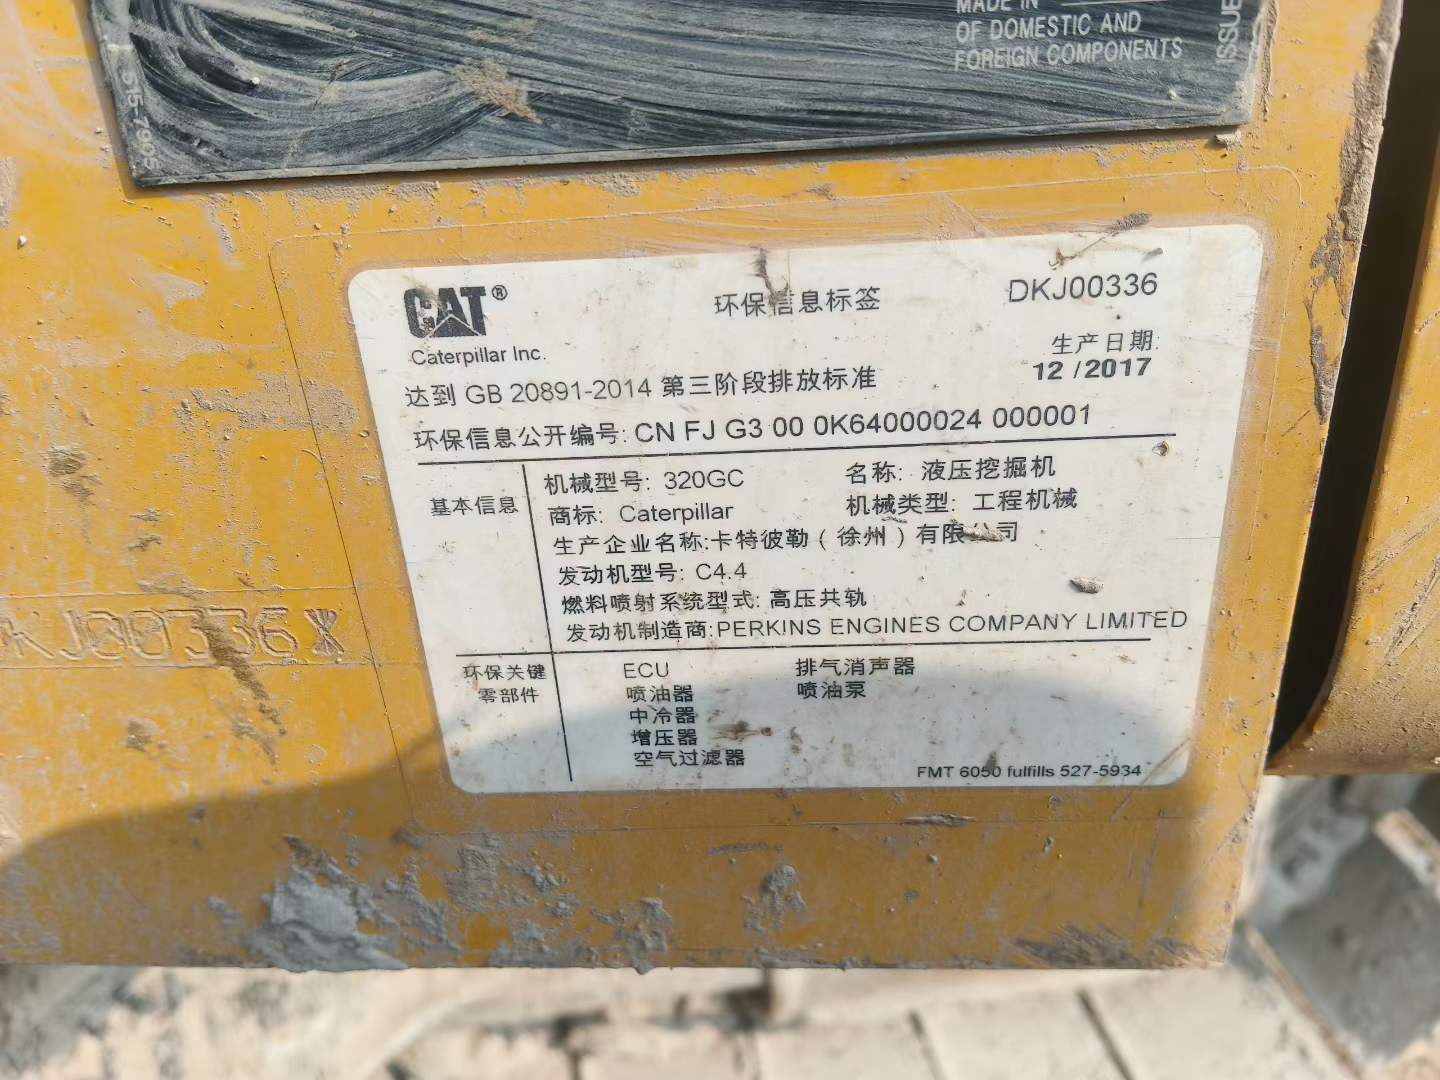 MADE IN
OF DOMESTIC AND
FOREIGN COMPONENTS
ISSUE
515-7905
CAT®
Caterpillar Inc.
环保信息标签
DKJ00336
生产日期:
12 /2017
达到 GB 20891-2014 第三阶段排放标准
环保信息公开编号: CN FJ G3 00 0K64000024 000001
基本信息
机械型号: 320GC 名称: 液压挖掘机
商标: Caterpillar 机械类型: 工程机械
生产企业名称:卡特彼勒（徐州）有限公司
发动机型号: C4.4
燃料喷射系统型式: 高压共轨
发动机制造商:PERKINS ENGINES COMPANY LIMITED
环保关键
零部件
ECU 排气消声器
喷油器 喷油泵
中冷器
增压器
空气过滤器
FMT 6050 fulfills 527-5934
KJ00336